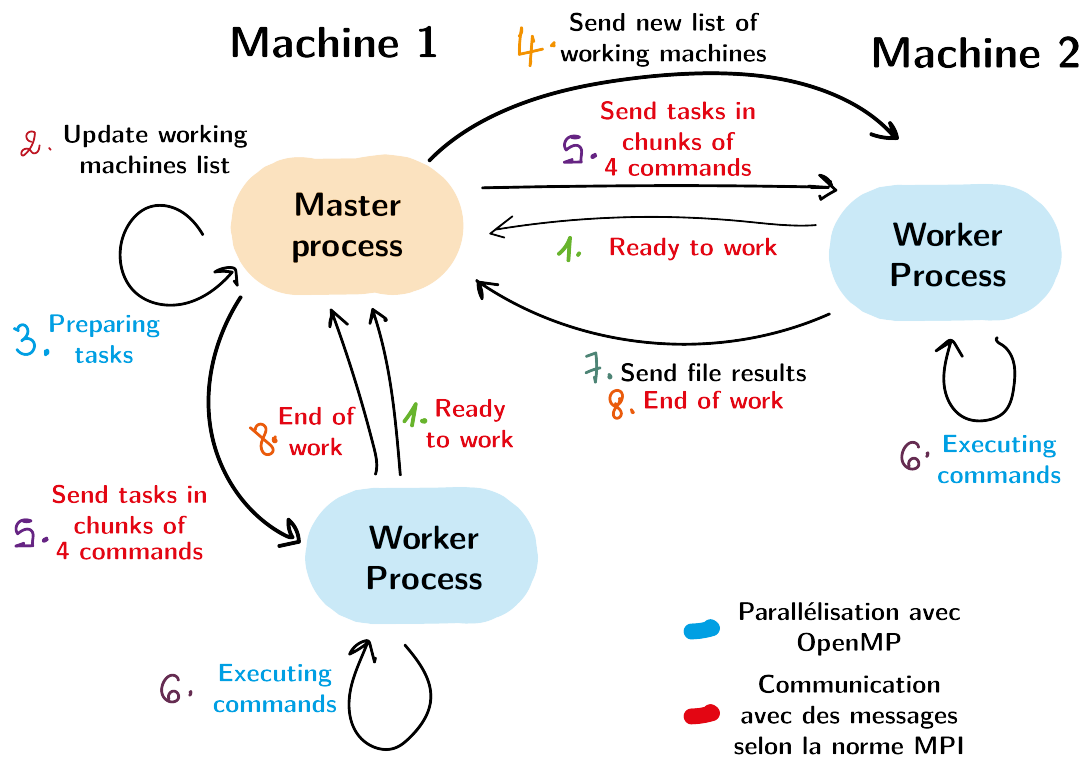 Machine 1
Machine 2
4. Send new list of
working machines
5. Send tasks in
chunks of
4 commands
2. Update working
machines list
Master
process
1. Ready to work
Worker
Process
3. Preparing
tasks
7. Send file results
8. End of work
8. End of
work
1. Ready
to work
6. Executing
commands
5. Send tasks in
chunks of
4 commands
Worker
Process
6. Executing
commands
Parallélisation avec
OpenMP
Communication
avec des messages
selon la norme MPI